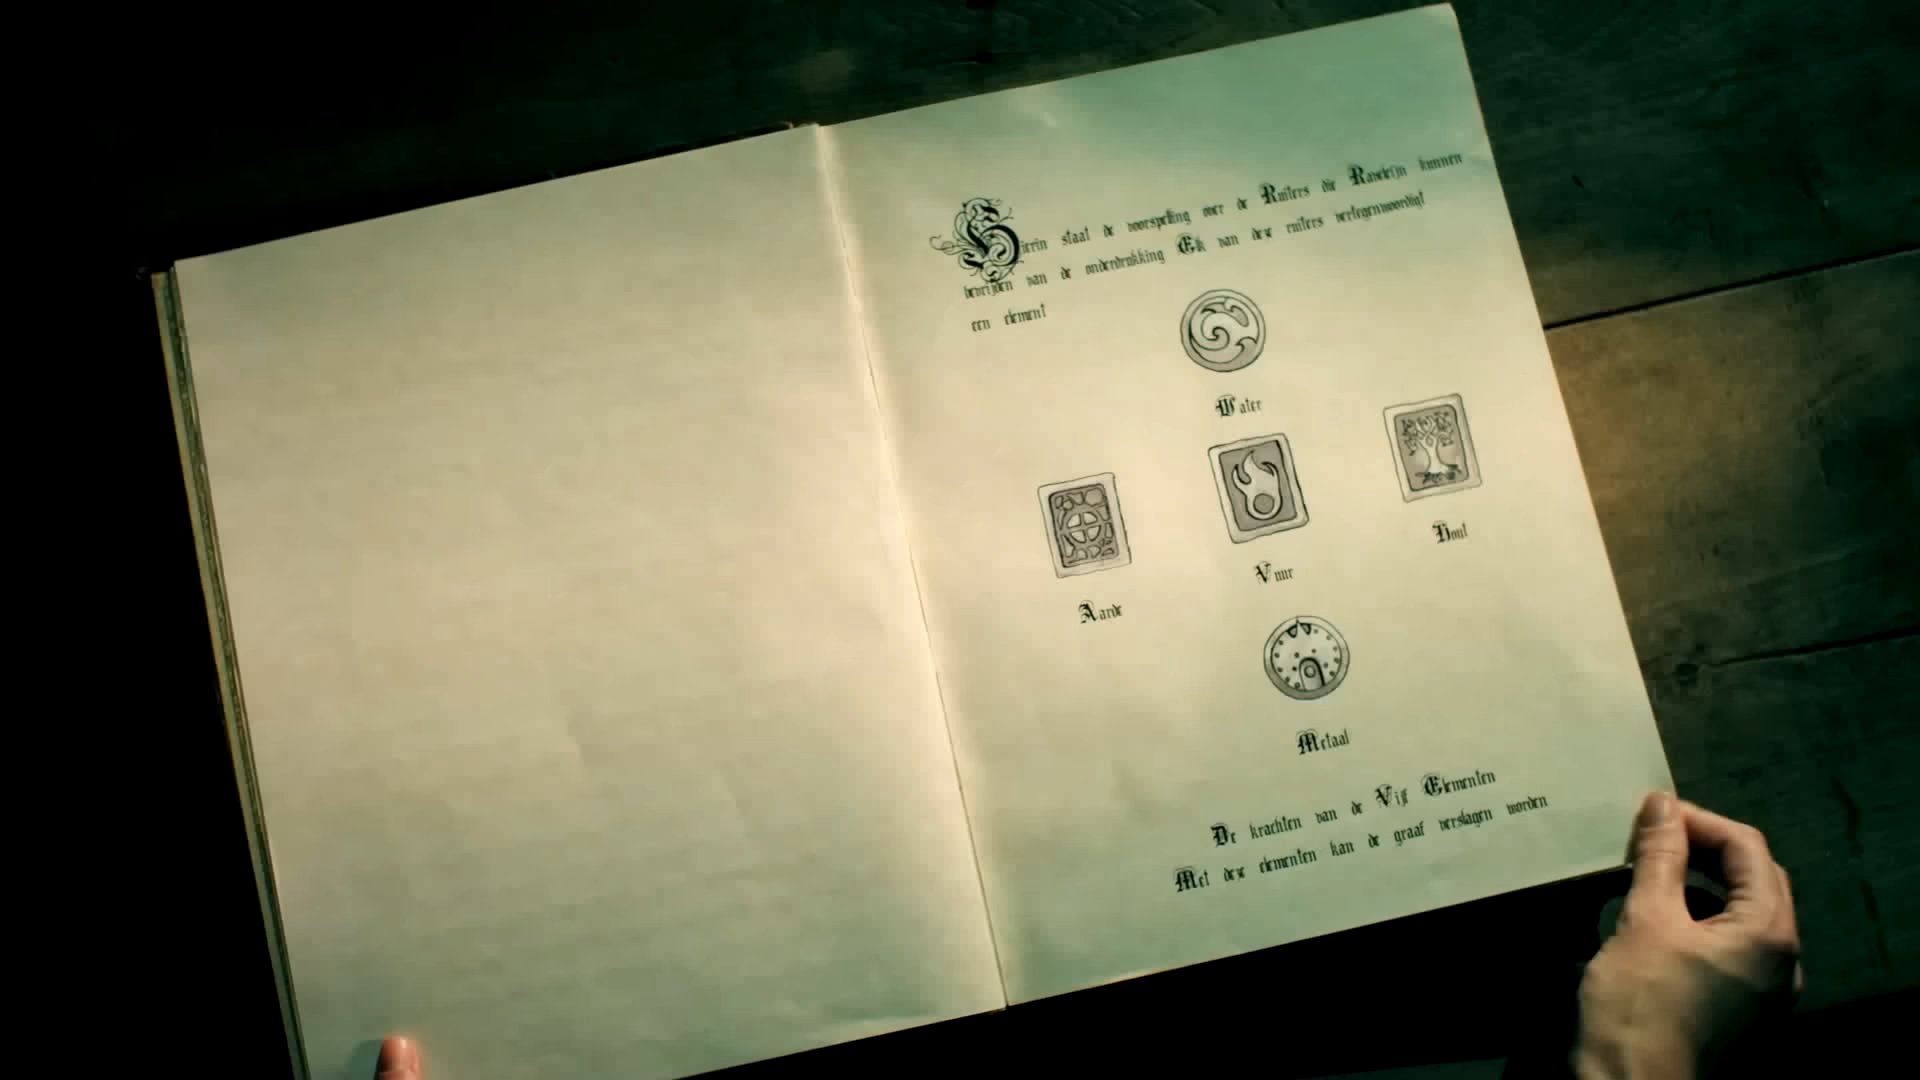 Hierin staat de voorspelling over de Ruiters die Raveleijn kunnen
bevrijden van de onderdrukking Elk van deze ruiters vertegenwoordigt
een element
Water
Hout
Vuur
Aarde
Metaal
De krachten van de Vijf Elementen
Met deze elementen kan de graaf verslagen worden